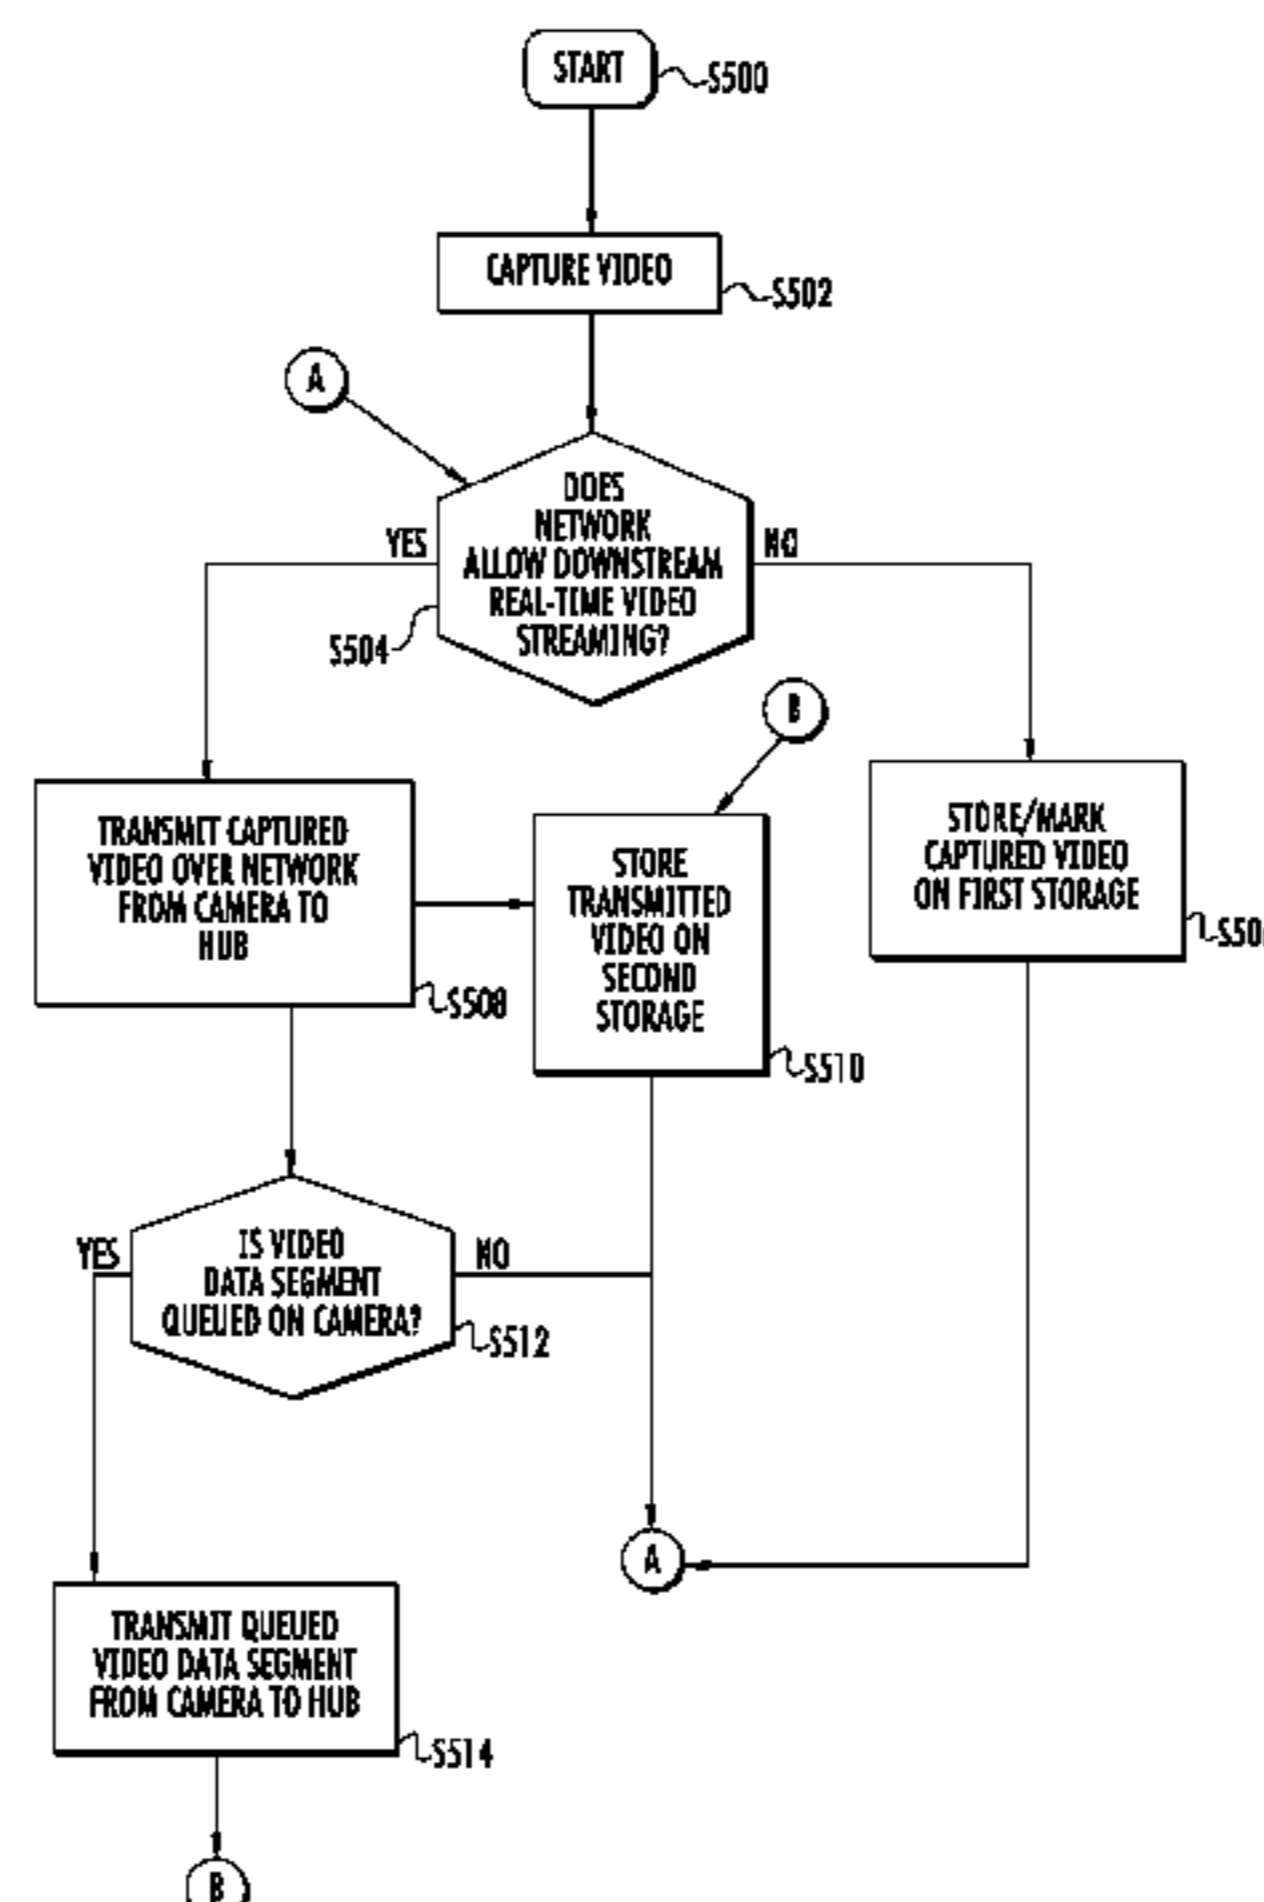 START
S500
CAPTURE VIDEO
S502
A
DOES
NETWORK
ALLOW DOWNSTREAM
REAL-TIME VIDEO
STREAMING?
YES
NO
S504
B
TRANSMIT CAPTURED
VIDEO OVER NETWORK
FROM CAMERA TO
HUB
S508
STORE
TRANSMITTED
VIDEO ON
SECOND
STORAGE
S510
STORE/MARK
CAPTURED VIDEO
ON FIRST STORAGE
IS VIDEO
DATA SEGMENT
QUEUED ON CAMERA?
YES
NO
S512
A
TRANSMIT QUEUED
VIDEO DATA SEGMENT
FROM CAMERA TO HUB
S514
B